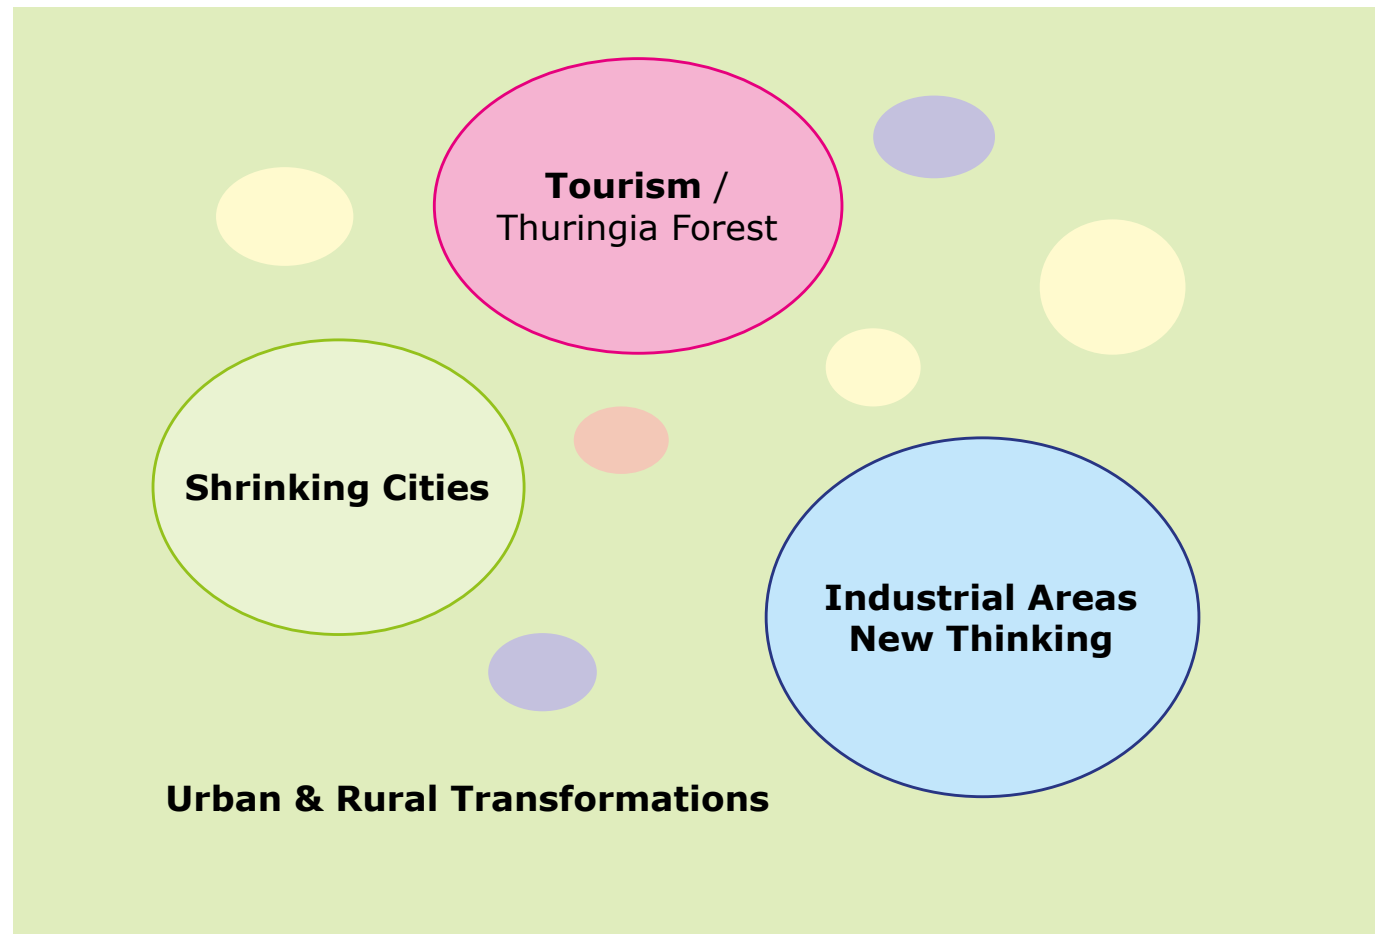 Tourism /
Thuringia Forest
Shrinking Cities
Industrial Areas
New Thinking
Urban & Rural Transformations